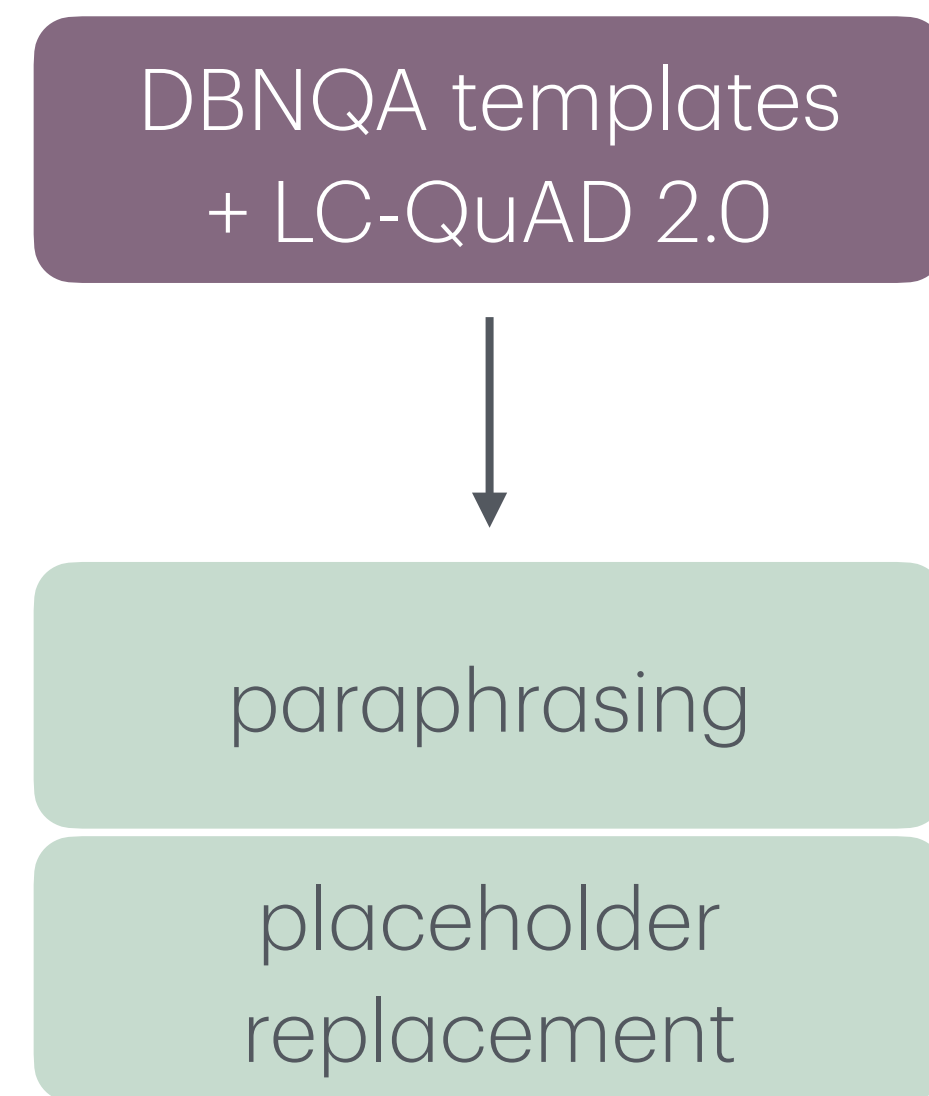 DBNQA templates
+ LC-QuAD 2.0
paraphrasing
placeholder
replacement